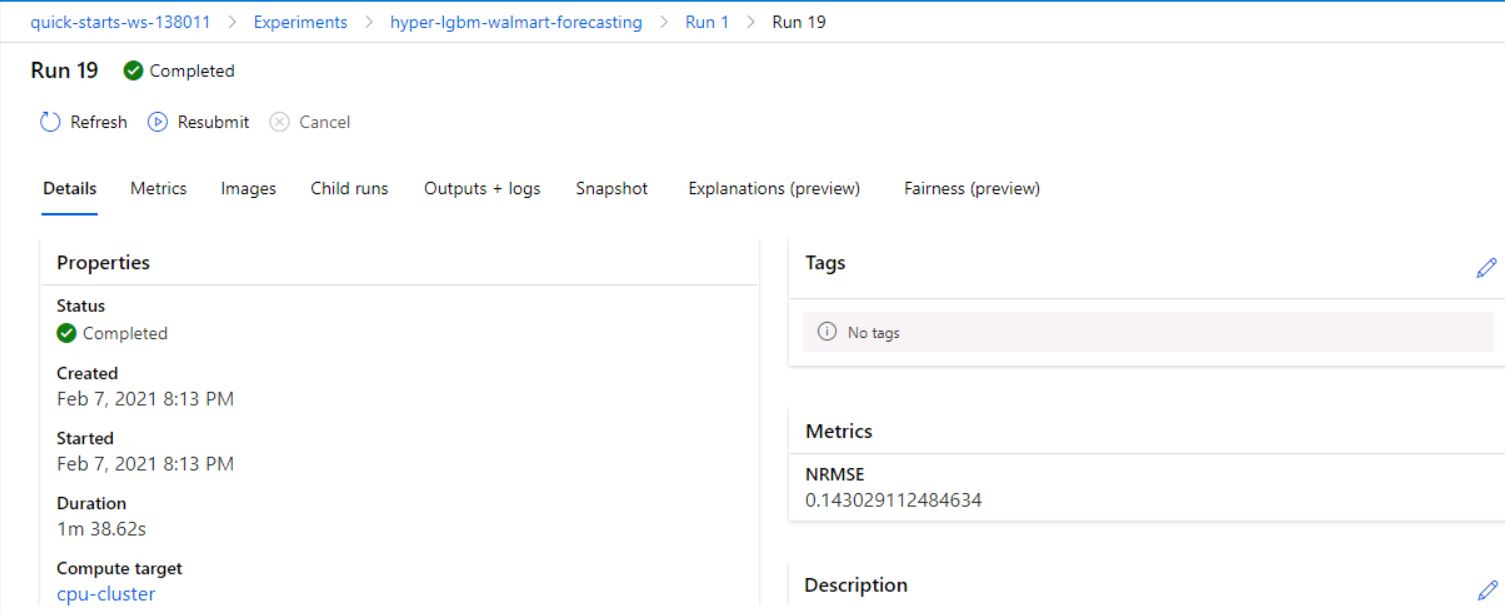 quick-starts-ws-138011 > Experiments > hyper-lgbm-walmart-forecasting > Run 1 > Run 19
Run 19 Completed
Refresh Resubmit Cancel
Details Metrics Images Child runs Outputs + logs Snapshot Explanations (preview) Fairness (preview)
Properties
Status
Completed
Created
Feb 7, 2021 8:13 PM
Started
Feb 7, 2021 8:13 PM
Duration
1m 38.62s
Compute target
cpu-cluster
Tags
No tags
Metrics
NRMSE
0.143029112484634
Description